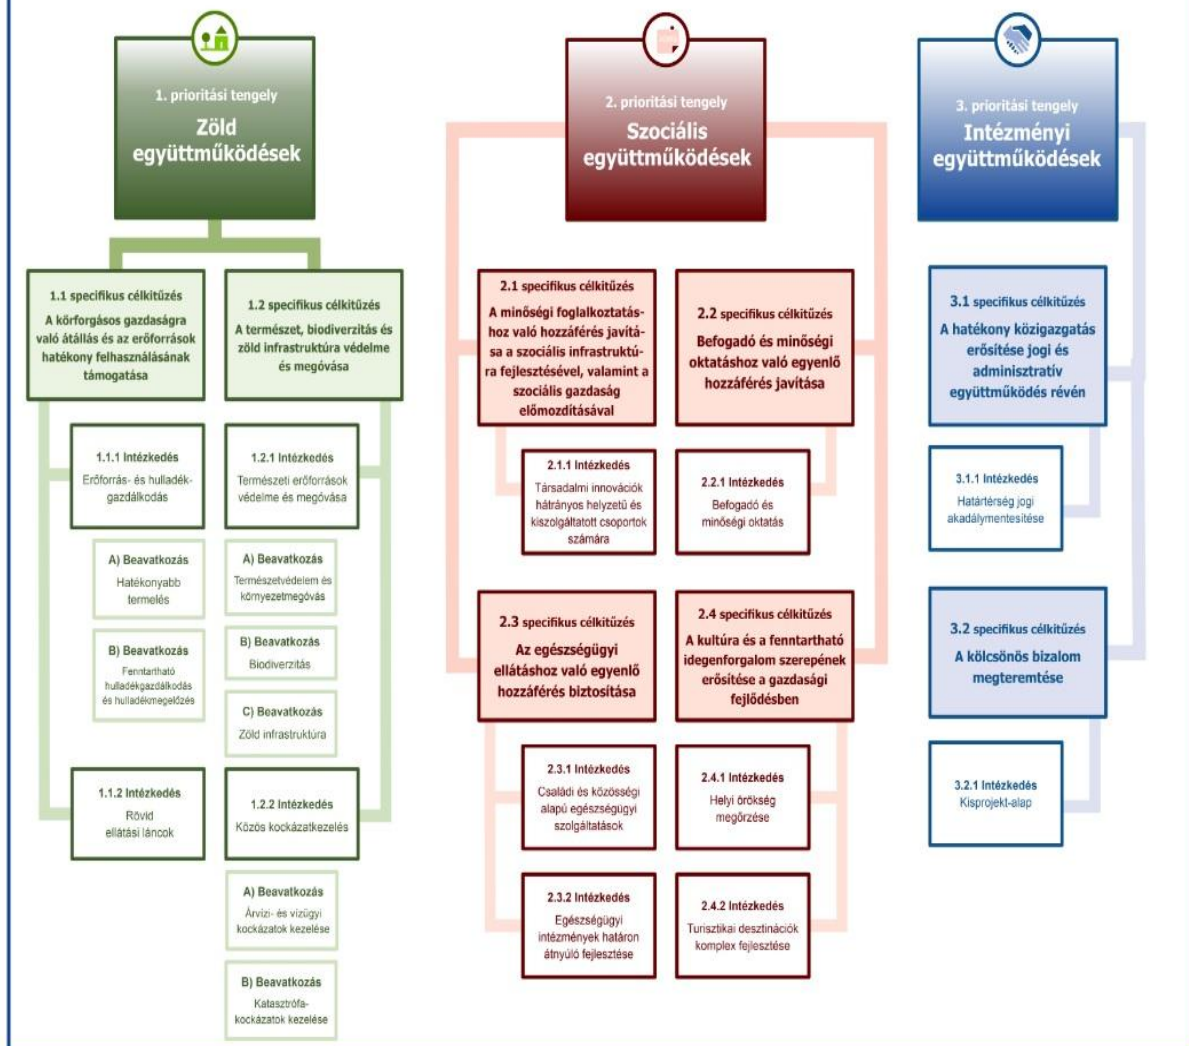 1. prioritási tengely
Zöld
együttműködések
1.1 specifikus célkitűzés
A körforgásos gazdaságra
való átállás és az erőforrások
hatékony felhasználásának
támogatása
1.2 specifikus célkitűzés
A természet, biodiverzitás és
zöld infrastruktúra védelme
és megóvása
1.1.1 Intézkedés
Erőforrás- és hulladék-
gazdálkodás
A) Beavatkozás
Hatékonyabb
termelés
B) Beavatkozás
Fenntartható
hulladékgazdálkodás
és hulladékmegelőzés
1.1.2 Intézkedés
Rövid
ellátási láncok
1.2.1 Intézkedés
Természeti erőforrások
védelme és megóvása
A) Beavatkozás
Természetvédelem és
környezetmegóvás
B) Beavatkozás
Biodiverzitás
C) Beavatkozás
Zöld infrastruktúra
1.2.2 Intézkedés
Közös kockázatkezelés
A) Beavatkozás
Árvízi- és vízügyi
kockázatok kezelése
B) Beavatkozás
Katasztrófa-
kockázatok kezelése
2. prioritási tengely
Szociális
együttműködések
2.1 specifikus célkitűzés
A minőségi foglalkoztatás-
hoz való hozzáférés javítá-
sa a szociális infrastruktú-
ra fejlesztésével, valamint a
szociális gazdaság
előmozdításával
2.1.1 Intézkedés
Társadalmi innovációk
hátrányos helyzetű és
kiszolgáltatott csoportok
számára
2.2 specifikus célkitűzés
Befogadó és minőségi
oktatáshoz való egyenlő
hozzáférés javítása
2.2.1 Intézkedés
Befogadó és
minőségi oktatás
2.3 specifikus célkitűzés
Az egészségügyi
ellátáshoz való egyenlő
hozzáférés biztosítása
2.3.1 Intézkedés
Családi és közösségi
alapú egészségügyi
szolgáltatások
2.3.2 Intézkedés
Egészségügyi
intézmények határon
átnyúló fejlesztése
2.4 specifikus célkitűzés
A kultúra és a fenntartható
idegenforgalom szerepének
erősítése a gazdasági
fejlődésben
2.4.1 Intézkedés
Helyi örökség
megőrzése
2.4.2 Intézkedés
Turisztikai desztinációk
komplex fejlesztése
3. prioritási tengely
Intézményi
együttműködések
3.1 specifikus célkitűzés
A hatékony közigazgatás
erősítése jogi és
adminisztratív
együttműködés révén
3.1.1 Intézkedés
Határtérség jogi
akadálymentesítése
3.2 specifikus célkitűzés
A kölcsönös bizalom
megteremtése
3.2.1 Intézkedés
Kisprojekt-alap